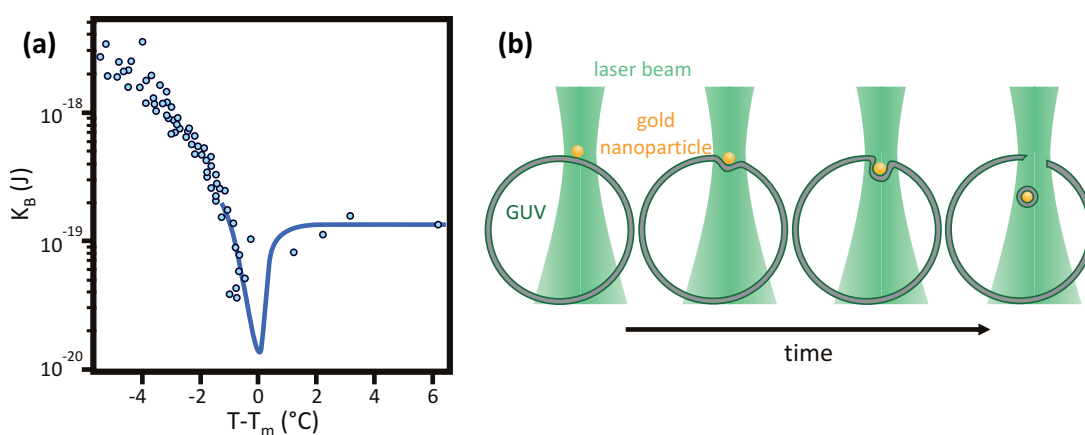 (a)
K_B (J)
10^-18
10^-19
10^-20
-4
-2
0
2
4
6
T-T_m (°C)
(b)
laser beam
gold
nanoparticle
GUV
time